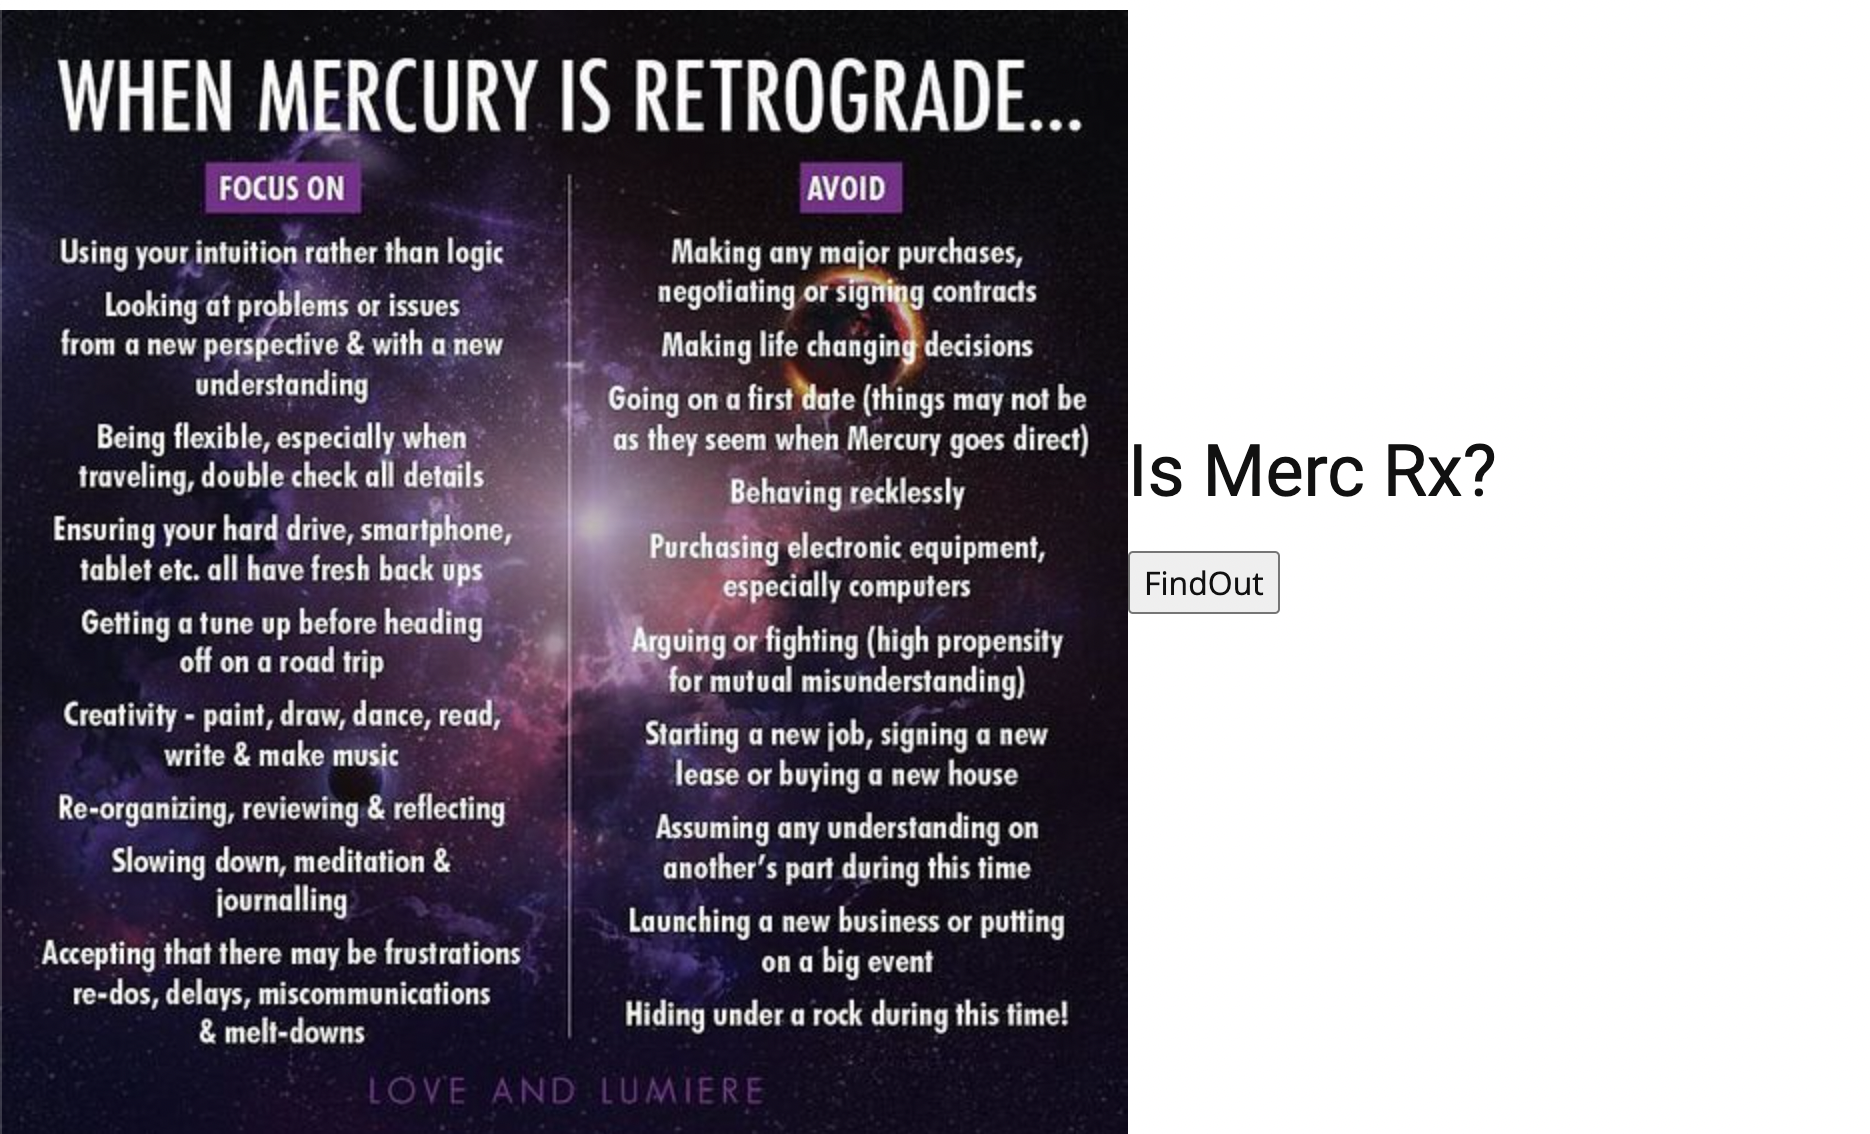 WHEN MERCURY IS RETROGRADE...
FOCUS ON
Using your intuition rather than logic
Looking at problems or issues
from a new perspective & with a new
understanding
Being flexible, especially when
traveling, double check all details
Ensuring your hard drive, smartphone,
tablet etc. all have fresh back ups
Getting a tune up before heading
off on a road trip
Creativity - paint, draw, dance, read,
write & make music
Re-organizing, reviewing & reflecting
Slowing down, meditation &
journalling
Accepting that there may be frustrations
re-dos, delays, miscommunications
& melt-downs
AVOID
Making any major purchases,
negotiating or signing contracts
Making life changing decisions
Going on a first date (things may not be
as they seem when Mercury goes direct)
Behaving recklessly
Purchasing electronic equipment,
especially computers
Arguing or fighting (high propensity
for mutual misunderstanding)
Starting a new job, signing a new
lease or buying a new house
Assuming any understanding on
another's part during this time
Launching a new business or putting
on a big event
Hiding under a rock during this time!
LOVE AND LUMIERE
Is Merc Rx?
FindOut